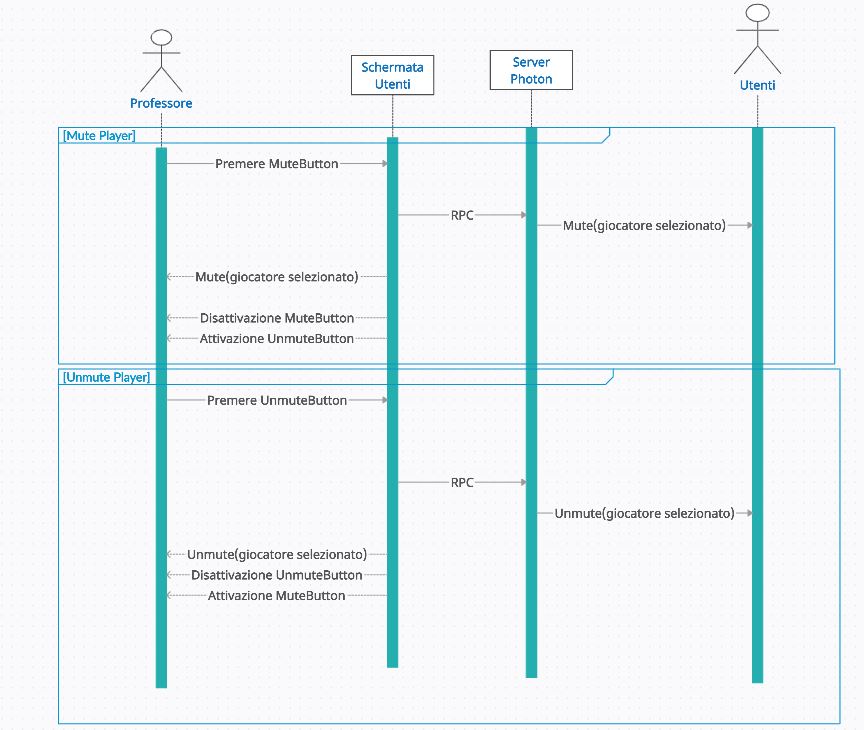 Professore
Schermata
Utenti
Server
Photon
Utenti
[Mute Player]
Premere MuteButton
RPC
Mute(giocatore selezionato)
Mute(giocatore selezionato)
Disattivazione MuteButton
Attivazione UnmuteButton
[Unmute Player]
Premere UnmuteButton
RPC
Unmute(giocatore selezionato)
Unmute(giocatore selezionato)
Disattivazione UnmuteButton
Attivazione MuteButton